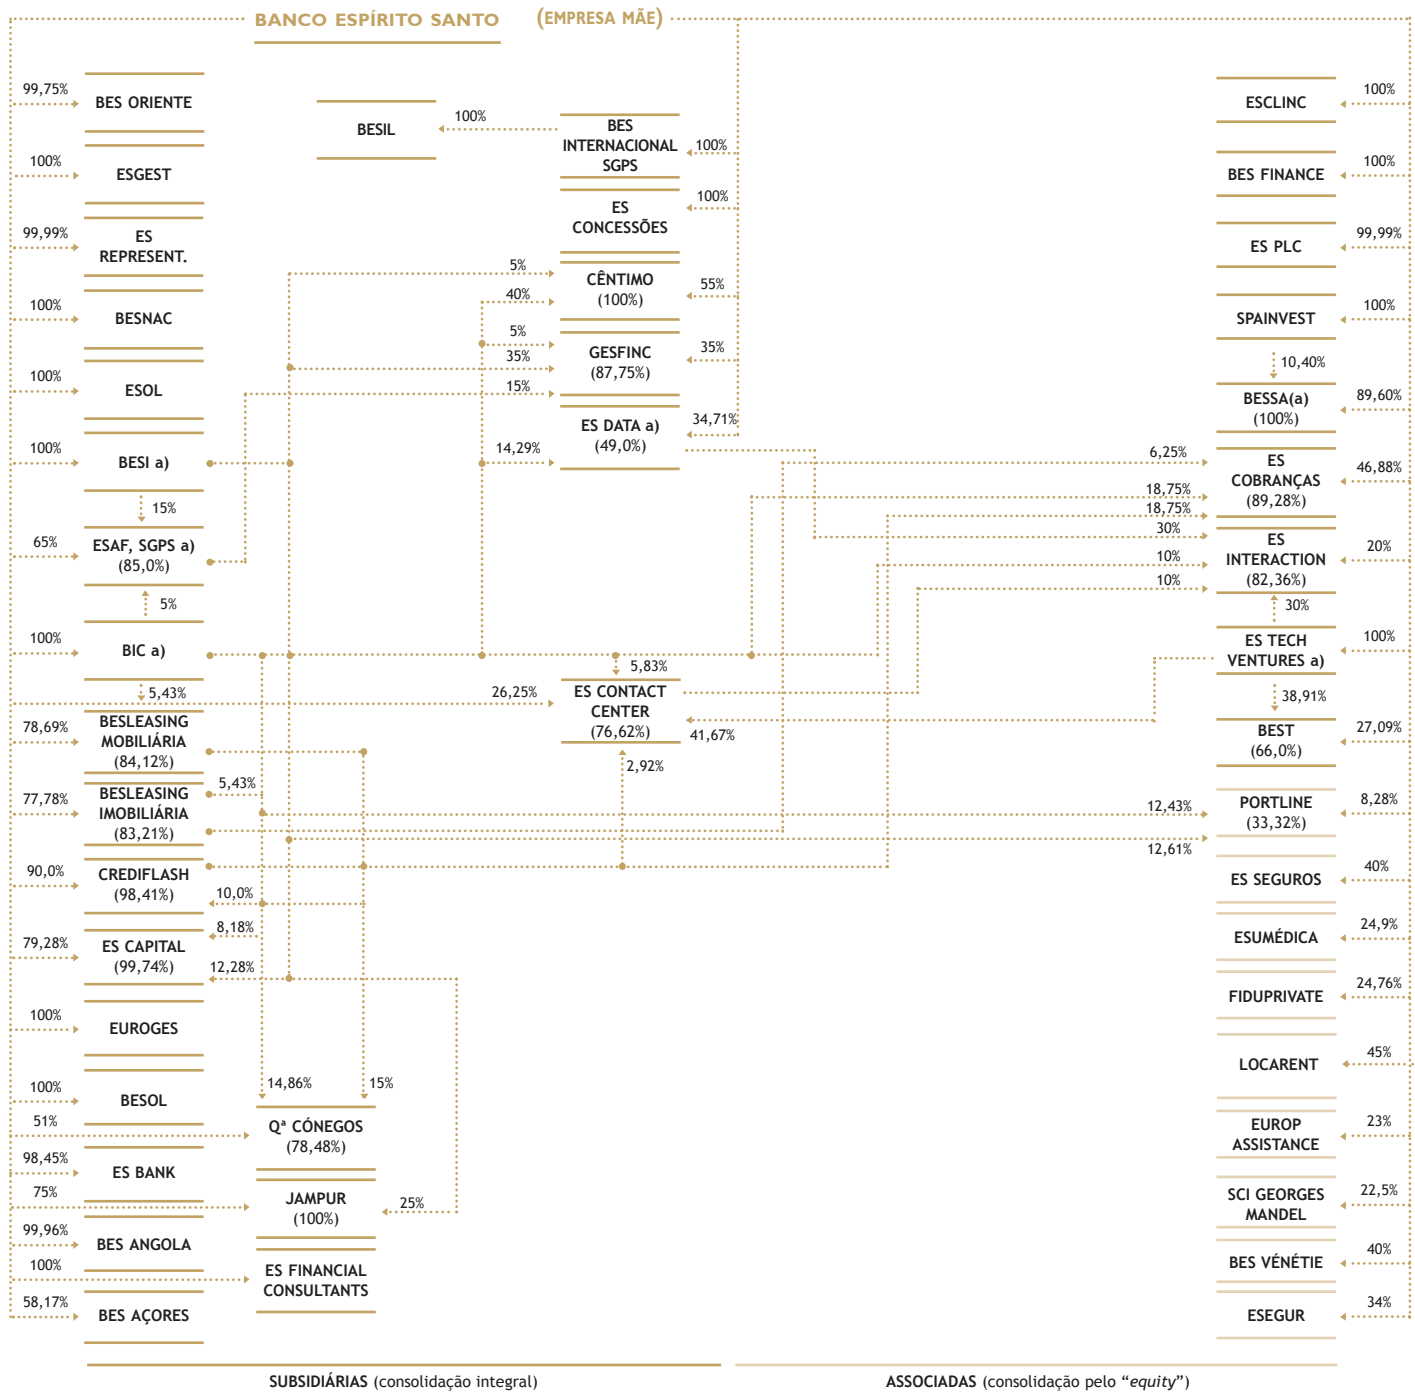 BANCO ESPÍRITO SANTO (EMPRESA MÃE)
99,75%
BES ORIENTE
100%
ESGEST
99,99%
ES
REPRESENT.
100%
BESNAC
100%
ESOL
100%
BESI a)
15%
65%
ESAF, SGPS a)
(85,0%)
5%
100%
BIC a)
5,43%
78,69%
BESLEASING
MOBILIÁRIA
(84,12%)
77,78%
BESLEASING
IMOBILIÁRIA
(83,21%)
5,43%
90,0%
CREDIFLASH
(98,41%)
10,0%
79,28%
ES CAPITAL
(99,74%)
8,18%
12,28%
100%
EUROGES
100%
BESOL
51%
98,45%
ES BANK
75%
99,96%
BES ANGOLA
100%
58,17%
BES AÇORES
14,86%
15%
Qª CÓNEGOS
(78,48%)
JAMPUR
(100%)
25%
ES FINANCIAL
CONSULTANTS
BESIL
100%
BES
INTERNACIONAL
SGPS
100%
ES
CONCESSÕES
100%
5%
40%
CÊNTIMO
(100%)
55%
5%
35%
15%
GESFINC
(87,75%)
35%
14,29%
ES DATA a)
(49,0%)
34,71%
5,83%
26,25%
ES CONTACT
CENTER
(76,62%)
41,67%
2,92%
ESCLINC
100%
BES FINANCE
100%
ES PLC
99,99%
SPAINVEST
100%
10,40%
BESSA(a)
(100%)
89,60%
6,25%
18,75%
18,75%
ES
COBRANÇAS
(89,28%)
46,88%
30%
10%
10%
ES
INTERACTION
(82,36%)
20%
30%
ES TECH
VENTURES a)
100%
38,91%
BEST
(66,0%)
27,09%
12,43%
12,61%
PORTLINE
(33,32%)
8,28%
ES SEGUROS
40%
ESUMÉDICA
24,9%
FIDUPRIVATE
24,76%
LOCARENT
45%
EUROP
ASSISTANCE
23%
SCI GEORGES
MANDEL
22,5%
BES VÉNÉTIE
40%
ESEGUR
34%
SUBSIDIÁRIAS (consolidação integral)
ASSOCIADAS (consolidação pelo “equity”)